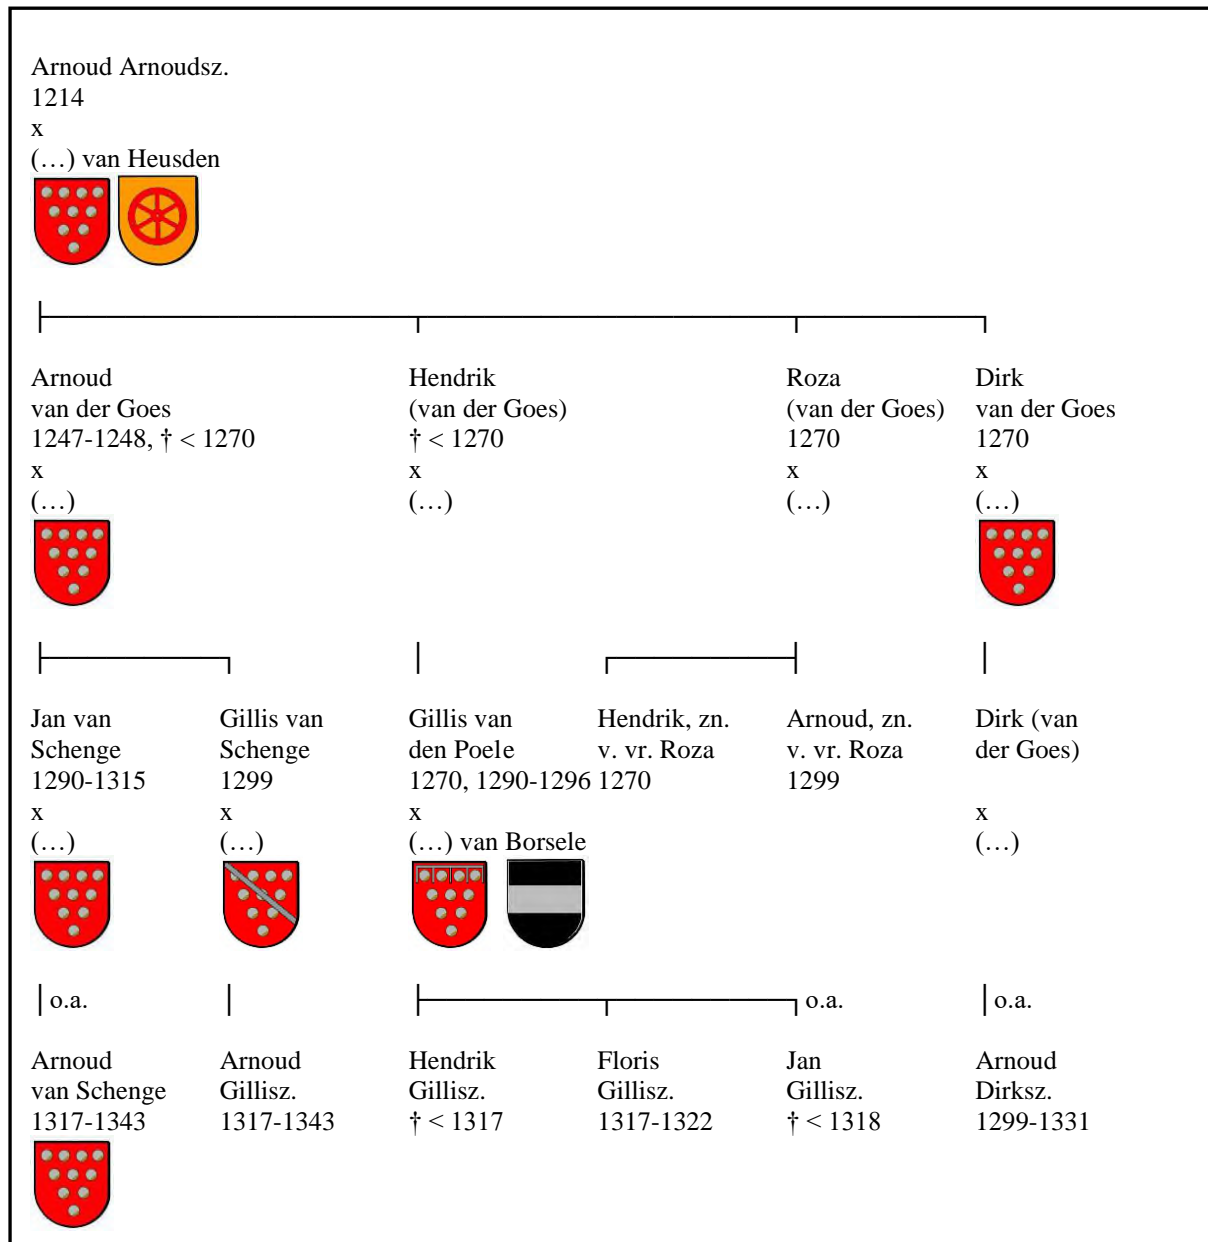 Arnoud Arnoudsz.
1214
x
(…) van Heusden
Arnoud
van der Goes
1247-1248, † < 1270
x
(…)
Hendrik
(van der Goes)
† < 1270
x
(…)
Roza
(van der Goes)
1270
x
(…)
Dirk
van der Goes
1270
x
(…)
Jan van
Schenge
1290-1315
x
(…)
Gillis van
Schenge
1299
x
(…)
Gillis van
den Poele
1270, 1290-1296
x
(…) van Borsele
Hendrik, zn.
v. vr. Roza
1270
Arnoud, zn.
v. vr. Roza
1299
Dirk (van
der Goes)
x
(…)
o.a.
o.a.
o.a.
Arnoud
van Schenge
1317-1343
Arnoud
Gillisz.
1317-1343
Hendrik
Gillisz.
† < 1317
Floris
Gillisz.
1317-1322
Jan
Gillisz.
† < 1318
Arnoud
Dirksz.
1299-1331